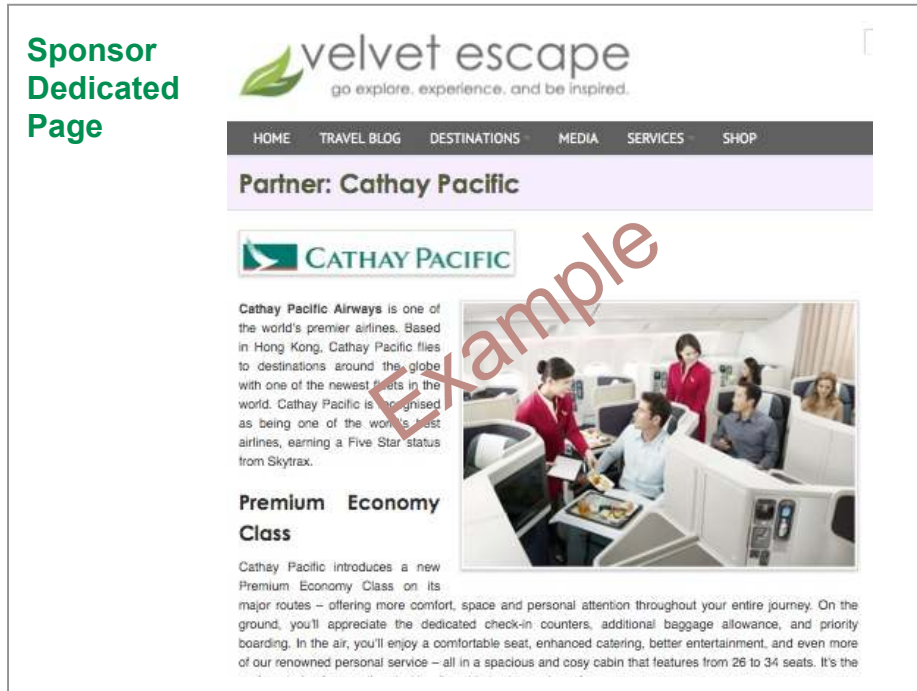 Sponsor
Dedicated
Page
velvet escape
go explore. experience. and be inspired.
HOME TRAVEL BLOG DESTINATIONS MEDIA SERVICES SHOP
Partner: Cathay Pacific
CATHAY PACIFIC
Example
Cathay Pacific Airways is one of
the world's premier airlines. Based
in Hong Kong, Cathay Pacific flies
to destinations around the globe
with one of the newest fleets in the
world. Cathay Pacific is recognised
as being one of the world's best
airlines, earning a Five Star status
from Skytrax.
Premium Economy
Class
Cathay Pacific introduces a new
Premium Economy Class on its
major routes – offering more comfort, space and personal attention throughout your entire journey. On the
ground, you'll appreciate the dedicated check-in counters, additional baggage allowance, and priority
boarding. In the air, you'll enjoy a comfortable seat, enhanced catering, better entertainment, and even more
of our renowned personal service – all in a spacious and cosy cabin that features from 26 to 34 seats. It's the